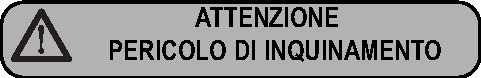 ATTENZIONE
PERICOLO DI INQUINAMENTO